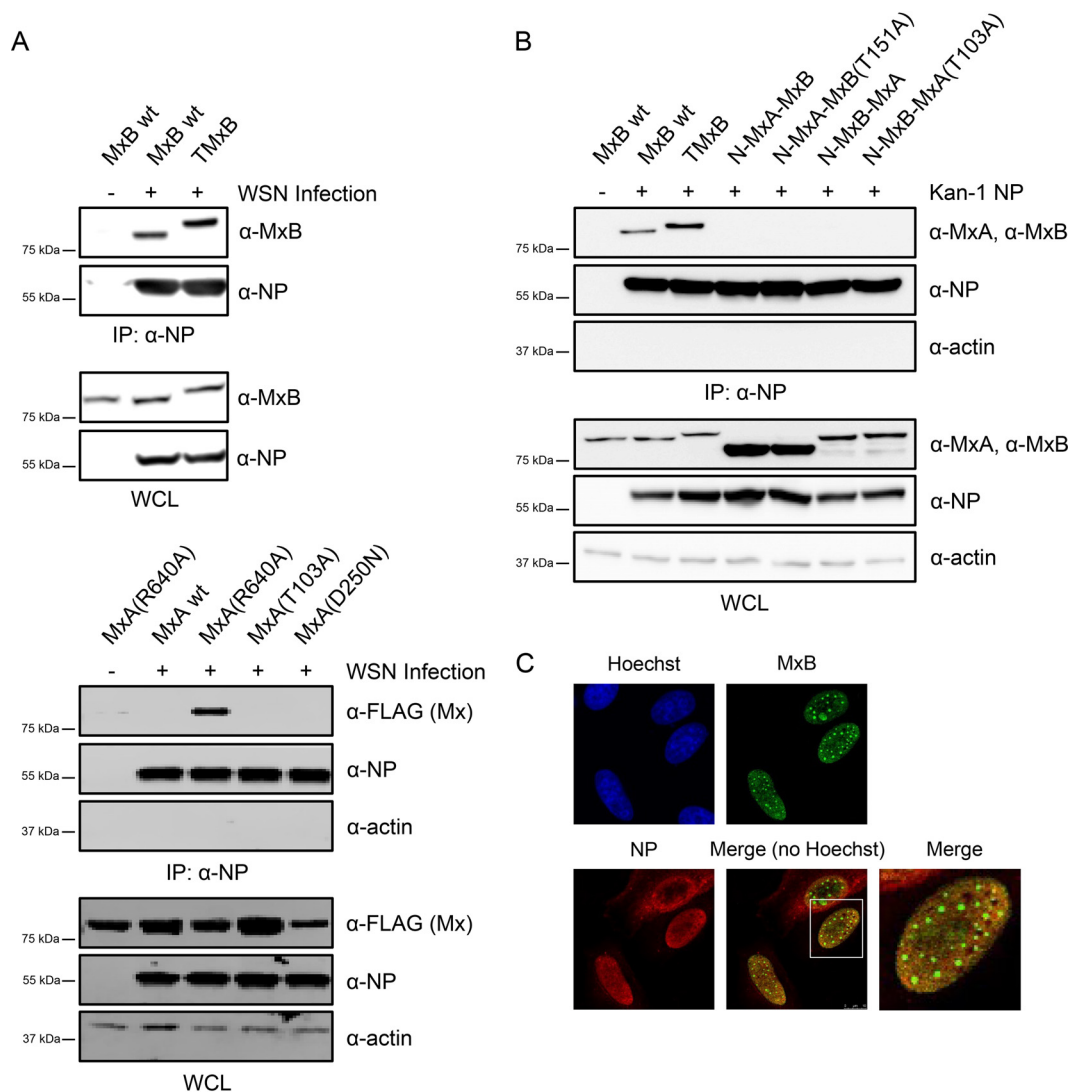 A
MxB wt
MxB wt
TMxB
- + + WSN Infection
75 kDa
α-MxB
55 kDa
α-NP
IP: α-NP
75 kDa
α-MxB
55 kDa
α-NP
WCL
MxA(R640A)
MxA wt
MxA(R640A)
MxA(T103A)
MxA(D250N)
- + + + + WSN Infection
75 kDa
α-FLAG (Mx)
55 kDa
α-NP
37 kDa
α-actin
IP: α-NP
75 kDa
α-FLAG (Mx)
55 kDa
α-NP
37 kDa
α-actin
WCL
B
MxB wt
MxB wt
TMxB
N-MxA-MxB
N-MxA-MxB(T151A)
N-MxB-MxA
N-MxB-MxA(T103A)
- + + + + + + Kan-1 NP
75 kDa
α-MxA, α-MxB
55 kDa
α-NP
37 kDa
α-actin
IP: α-NP
75 kDa
α-MxA, α-MxB
55 kDa
α-NP
37 kDa
α-actin
WCL
C
Hoechst
MxB
NP
Merge (no Hoechst)
Merge